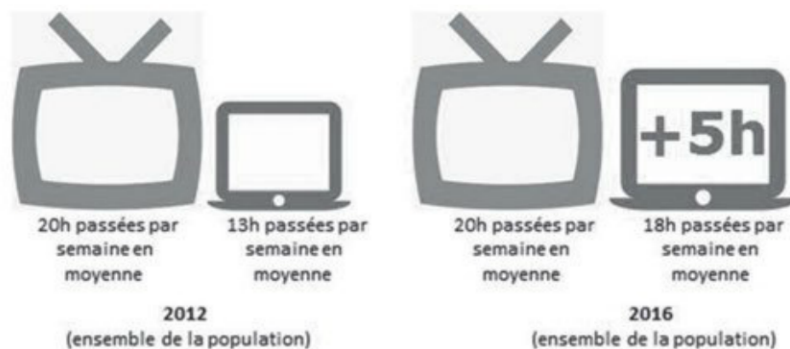 +5h
20h passées par
semaine en
moyenne
13h passées par
semaine en
moyenne
20h passées par
semaine en
moyenne
18h passées par
semaine en
moyenne
2012
(ensemble de la population)
2016
(ensemble de la population)